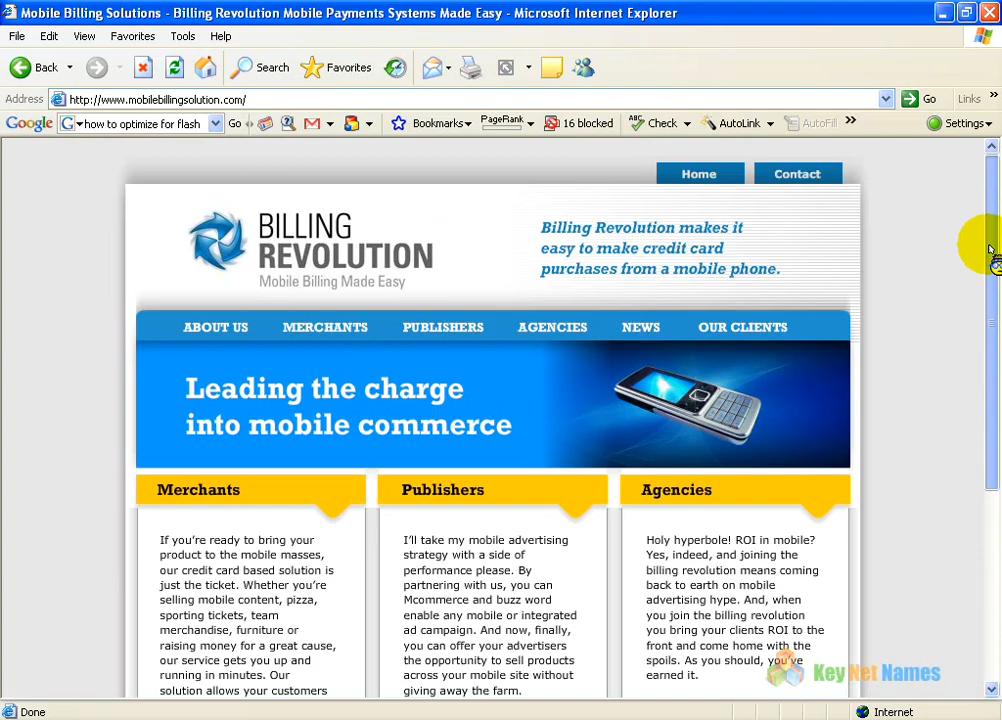 Mobile Billing Solutions - Billing Revolution Mobile Payments Systems Made Easy - Microsoft Internet Explorer
File Edit View Favorites Tools Help
Back Search Favorites
Address http://www.mobilebillingsolution.com/ Go Links »
Google G how to optimize for flash Go Bookmarks PageRank 16 blocked ABC Check AutoLink AutoFill » Settings
Home Contact
BILLING
REVOLUTION
Mobile Billing Made Easy
Billing Revolution makes it
easy to make credit card
purchases from a mobile phone.
ABOUT US MERCHANTS PUBLISHERS AGENCIES NEWS OUR CLIENTS
Leading the charge
into mobile commerce
Merchants
If you're ready to bring your
product to the mobile masses,
our credit card based solution is
just the ticket. Whether you're
selling mobile content, pizza,
sporting tickets, team
merchandise, furniture or
raising money for a great cause,
our service gets you up and
running in minutes. Our
solution allows your customers
Publishers
I'll take my mobile advertising
strategy with a side of
performance please. By
partnering with us, you can
Mcommerce and buzz word
enable any mobile or integrated
ad campaign. And now, finally,
you can offer your advertisers
the opportunity to sell products
across your mobile site without
giving away the farm.
Agencies
Holy hyperbole! ROI in mobile?
Yes, indeed, and joining the
billing revolution means coming
back to earth on mobile
advertising hype. And, when
you join the billing revolution
you bring your clients ROI to the
front and come home with the
spoils. As you should, you've
earned it.
Key Net Names
Done Internet